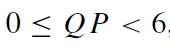 0 ≤ QP < 6,